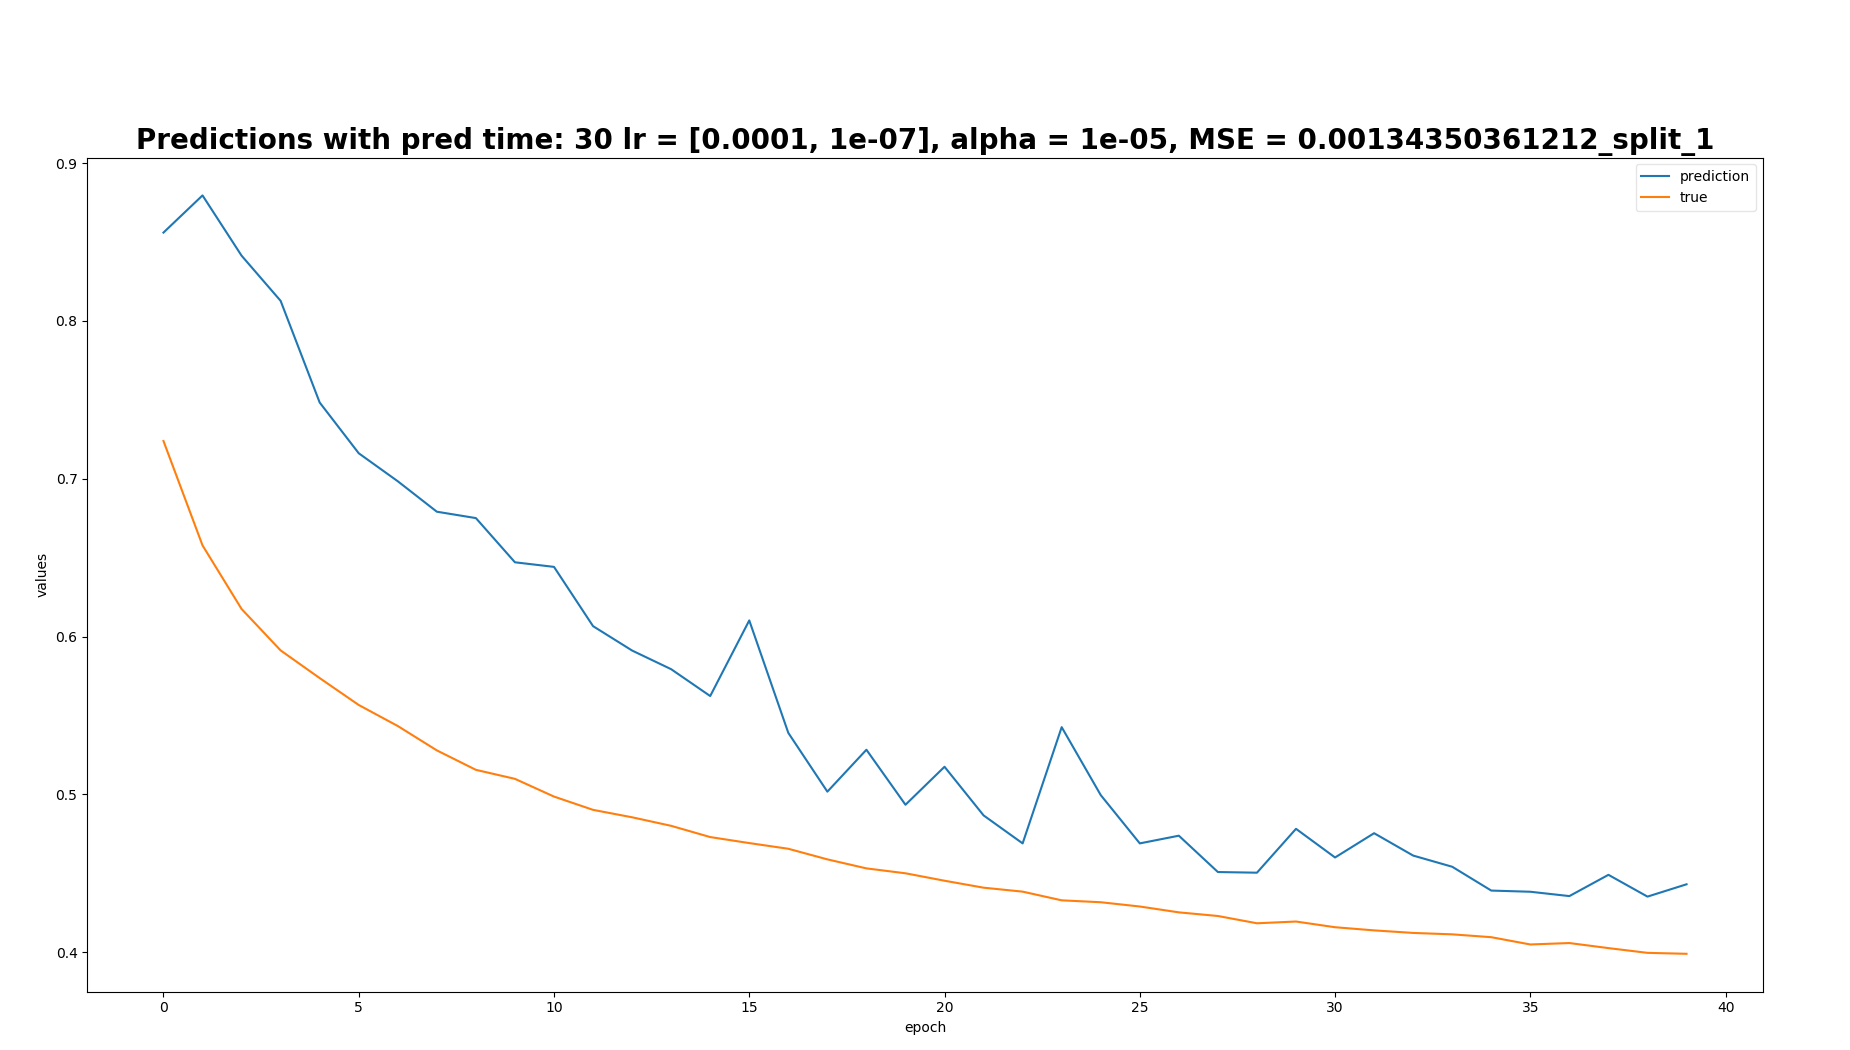 Predictions with pred time: 30 lr = [0.0001, 1e-07], alpha = 1e-05, MSE = 0.00134350361212_split_1
prediction
true
0.9
0.8
0.7
0.6
0.5
0.4
values
0 5 10 15 20 25 30 35 40
epoch